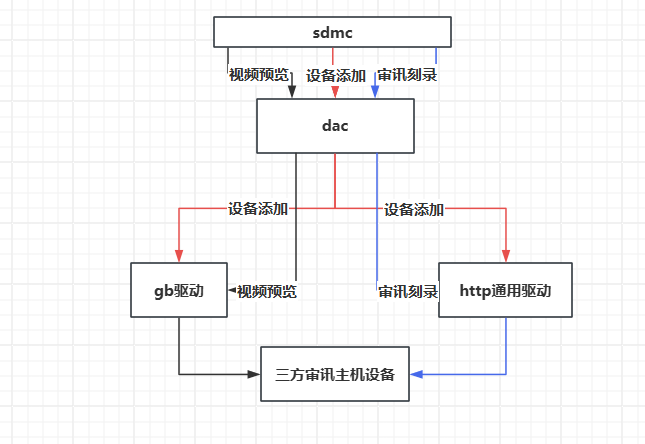 sdmc
视频预览
设备添加
审讯刻录
dac
设备添加
设备添加
gb驱动
视频预览
审讯刻录
http通用驱动
三方审讯主机设备